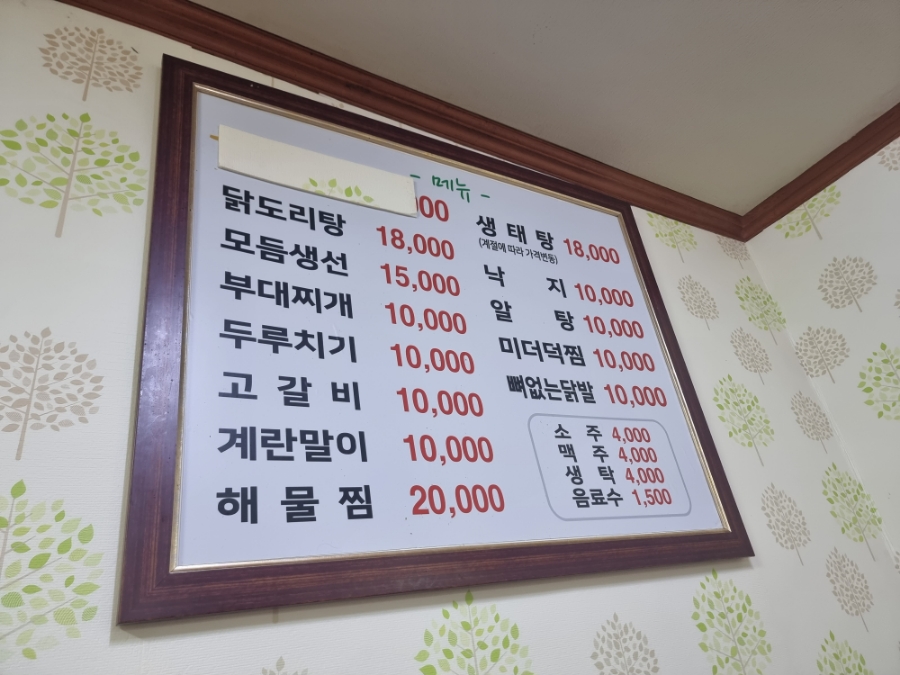 - 메뉴 -
00
닭도리탕 18,000
모듬생선 15,000
부대찌개 10,000
두루치기 10,000
고 갈 비 10,000
계란말이 10,000
해 물 찜 20,000
생 태 탕 18,000
(계절에 따라 가격변동)
낙 지 10,000
알 탕 10,000
미더덕찜 10,000
뼈없는닭발 10,000
소 주 4,000
맥 주 4,000
생 탁 4,000
음료수 1,500